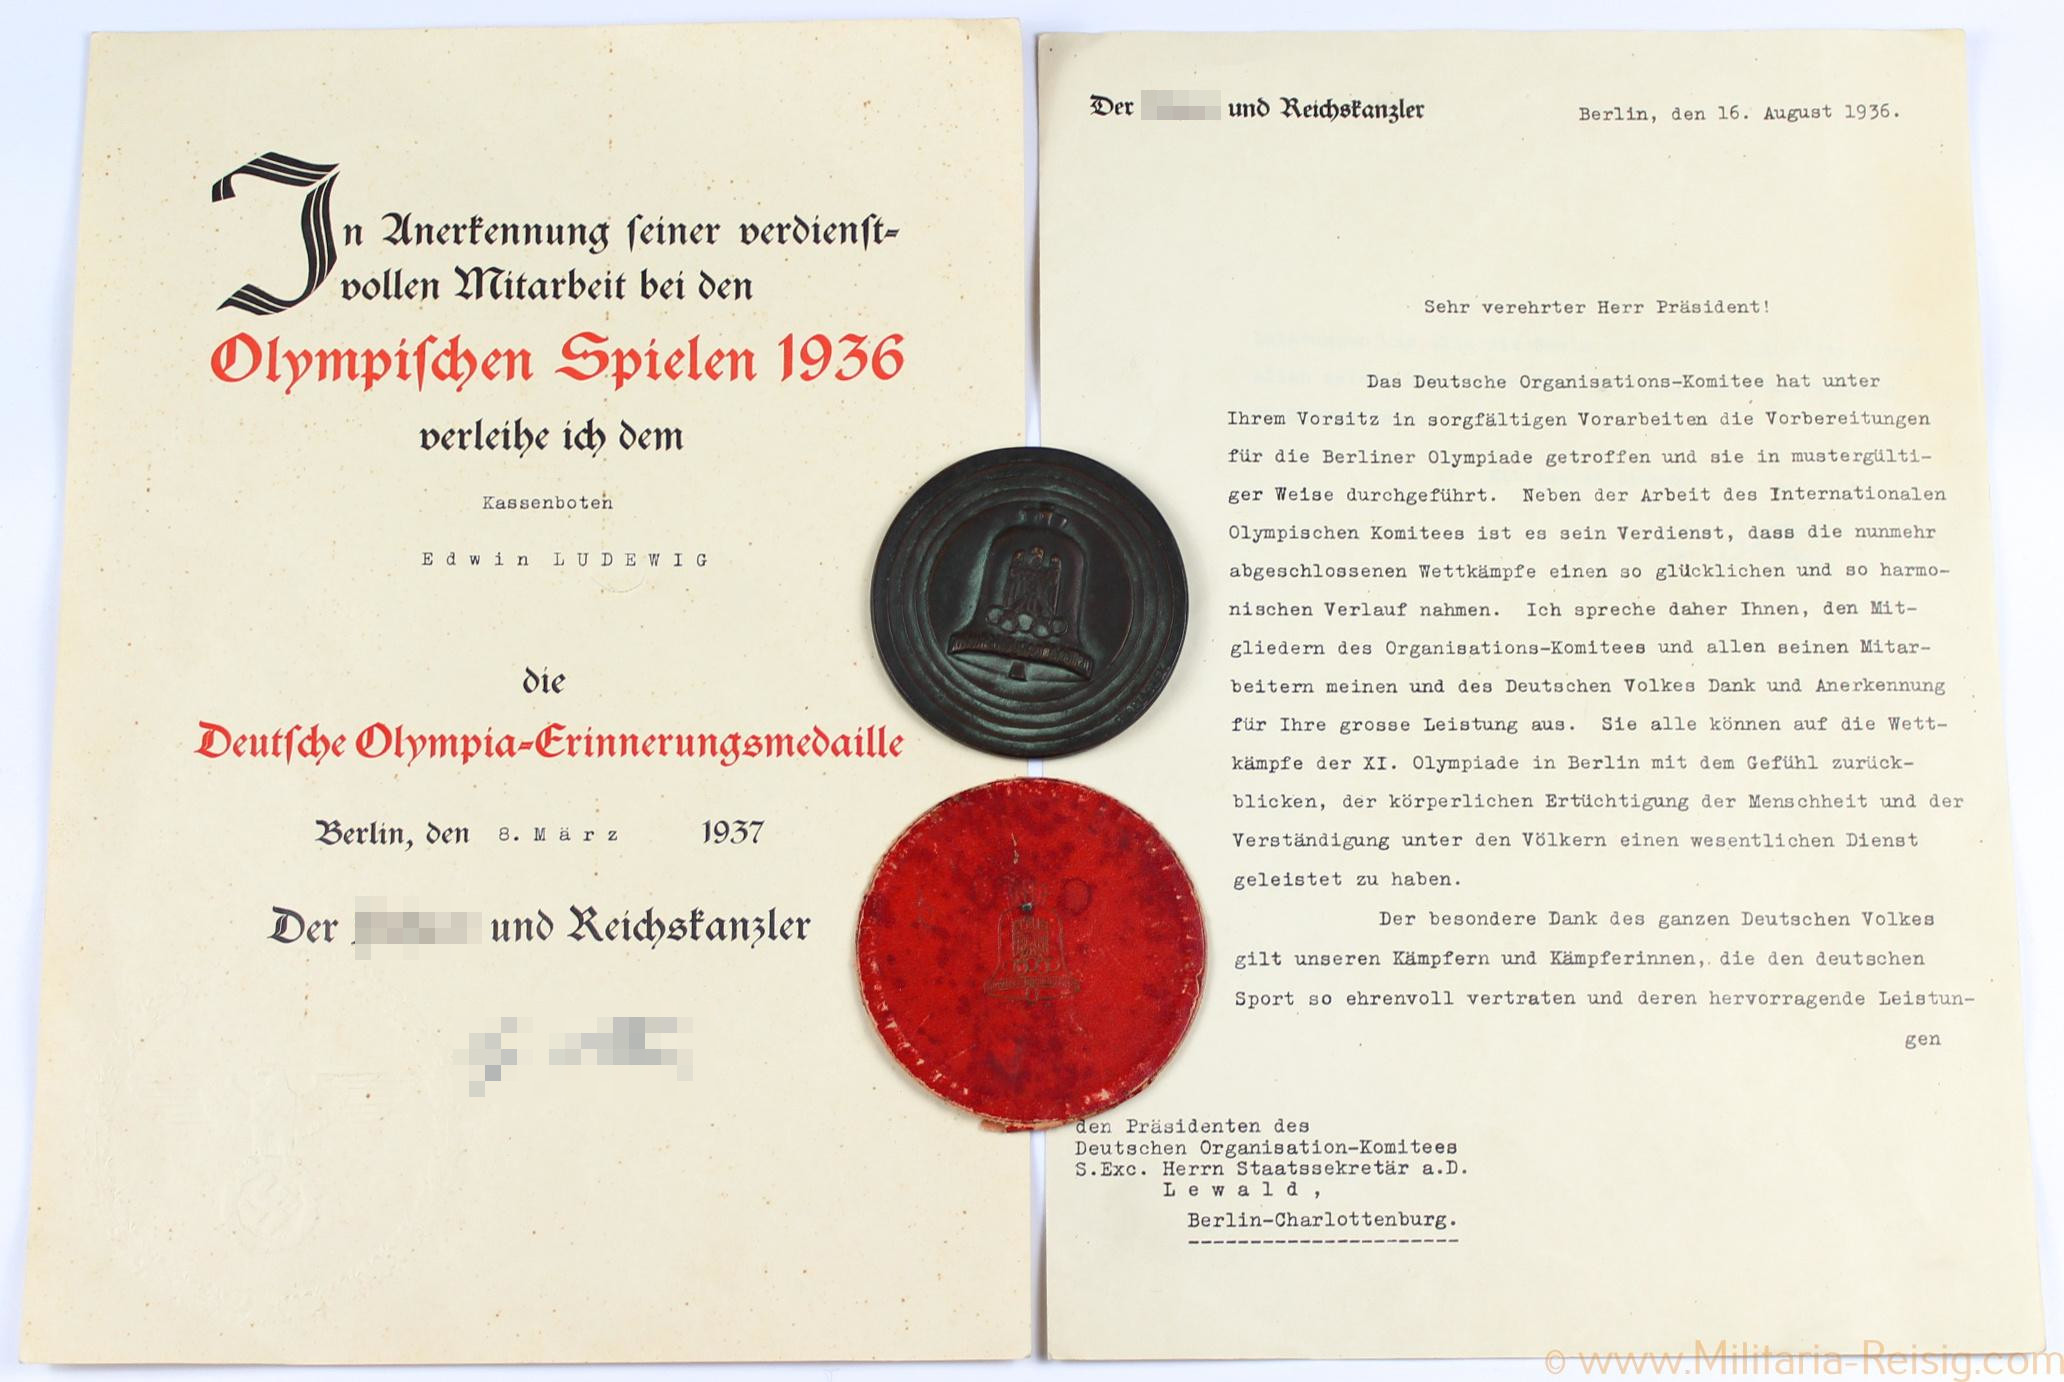 In Anerkennung seiner verdienst-
vollen Mitarbeit bei den
Olympischen Spielen 1936
verleihe ich dem
Kassenboten
Edwin LUDEWIG
die
Deutsche Olympia-Erinnerungsmedaille
Berlin, den 8. März 1937
Der und Reichskanzler
Der und Reichskanzler
Berlin, den 16. August 1936.
Sehr verehrter Herr Präsident!
Das Deutsche Organisations-Komitee hat unter
Ihrem Vorsitz in sorgfältigen Vorarbeiten die Vorbereitungen
für die Berliner Olympiade getroffen und sie in mustergülti-
ger Weise durchgeführt. Neben der Arbeit des Internationalen
Olympischen Komitees ist es sein Verdienst, dass die nunmehr
abgeschlossenen Wettkämpfe einen so glücklichen und so harmo-
nischen Verlauf nahmen. Ich spreche daher Ihnen, den Mit-
gliedern des Organisations-Komitees und allen seinen Mitar-
beitern meinen und des Deutschen Volkes Dank und Anerkennung
für Ihre grosse Leistung aus. Sie alle können auf die Wett-
kämpfe der XI. Olympiade in Berlin mit dem Gefühl zurück-
blicken, der körperlichen Ertüchtigung der Menschheit und der
Verständigung unter den Völkern einen wesentlichen Dienst
geleistet zu haben.
Der besondere Dank des ganzen Deutschen Volkes
gilt unseren Kämpfern und Kämpferinnen, die den deutschen
Sport so ehrenvoll vertraten und deren hervorragende Leistun-
gen
den Präsidenten des
Deutschen Organisation-Komitees
S.Exc. Herrn Staatssekretär a.D.
Lewald,
Berlin-Charlottenburg.
© www.Militaria-Reisig.com